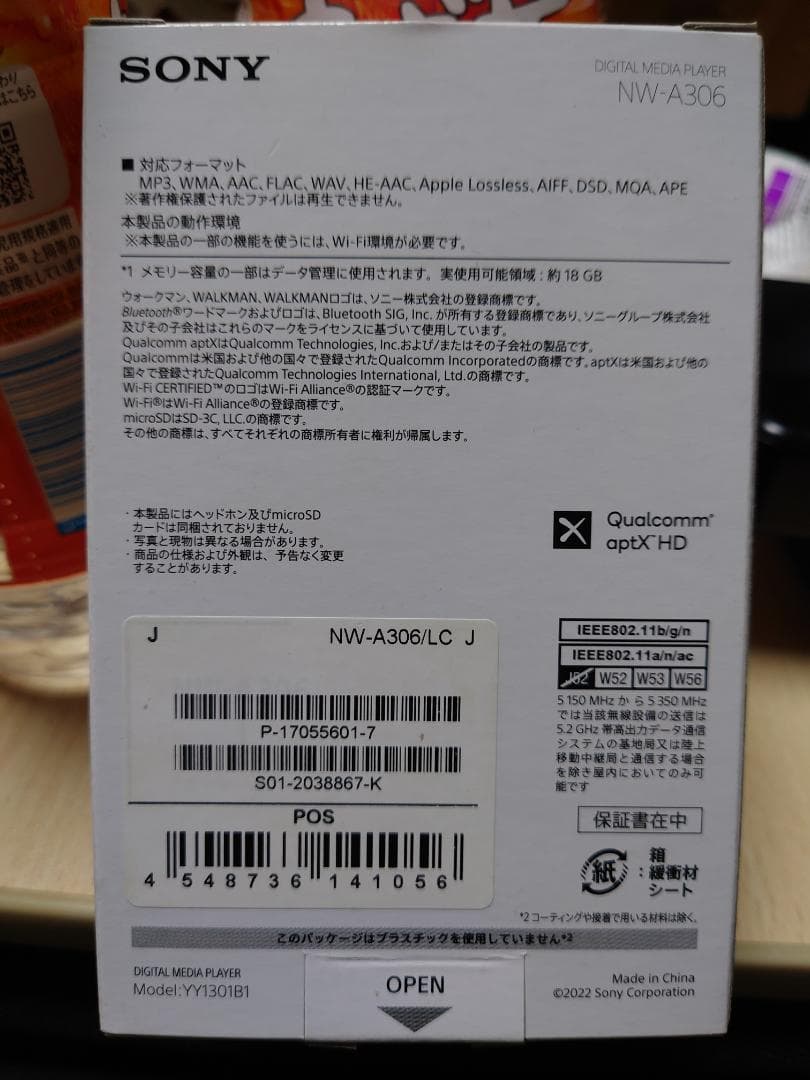 SONY
DIGITAL MEDIA PLAYER
NW-A306
■ 対応フォーマット
MP3、WMA、AAC、FLAC、WAV、HE-AAC、Apple Lossless、AIFF、DSD、MQA、APE
※著作権保護されたファイルは再生できません。
本製品の動作環境
※本製品の一部の機能を使うには、Wi-Fi環境が必要です。
*1 メモリー容量の一部はデータ管理に使用されます。実使用可能領域：約 18 GB
ウォークマン、WALKMAN、WALKMANロゴは、ソニー株式会社の登録商標です。
Bluetooth®ワードマークおよびロゴは、Bluetooth SIG, Inc. が所有する登録商標であり、ソニーグループ株式会社
及びその子会社はこれらのマークをライセンスに基づいて使用しています。
Qualcomm aptXはQualcomm Technologies, Inc.および/またはその子会社の製品です。
Qualcommは米国および他の国々で登録されたQualcomm Incorporatedの商標です。aptXは米国および他の
国々で登録されたQualcomm Technologies International, Ltd.の商標です。
Wi-Fi CERTIFIED™のロゴはWi-Fi Alliance®の認証マークです。
Wi-Fi®はWi-Fi Alliance®の登録商標です。
microSDはSD-3C, LLC.の商標です。
その他の商標は、すべてそれぞれの商標所有者に権利が帰属します。
・本製品にはヘッドホン及びmicroSD
カードは同梱されておりません。
・写真と現物は異なる場合があります。
・商品の仕様および外観は、予告なく変更
することがあります。
Qualcomm®
aptX™ HD
J NW-A306/LC J
P-17055601-7
S01-2038867-K
POS
4 548736 141056
IEEE802.11b/g/n
IEEE802.11a/n/ac
J52 W52 W53 W56
5 150 MHz から 5 350 MHz
では当該無線設備の送信は
5.2 GHz 帯高出力データ通信
システムの基地局又は陸上
移動中継局と通信する場合
を除き屋内においてのみ可
能です
保証書在中
紙
：箱
緩衝材
シート
*2 コーティングや接着で用いる材料は除く。
このパッケージはプラスチックを使用していません*2
DIGITAL MEDIA PLAYER
Model: YY1301B1
OPEN
Made in China
©2022 Sony Corporation
はこちら